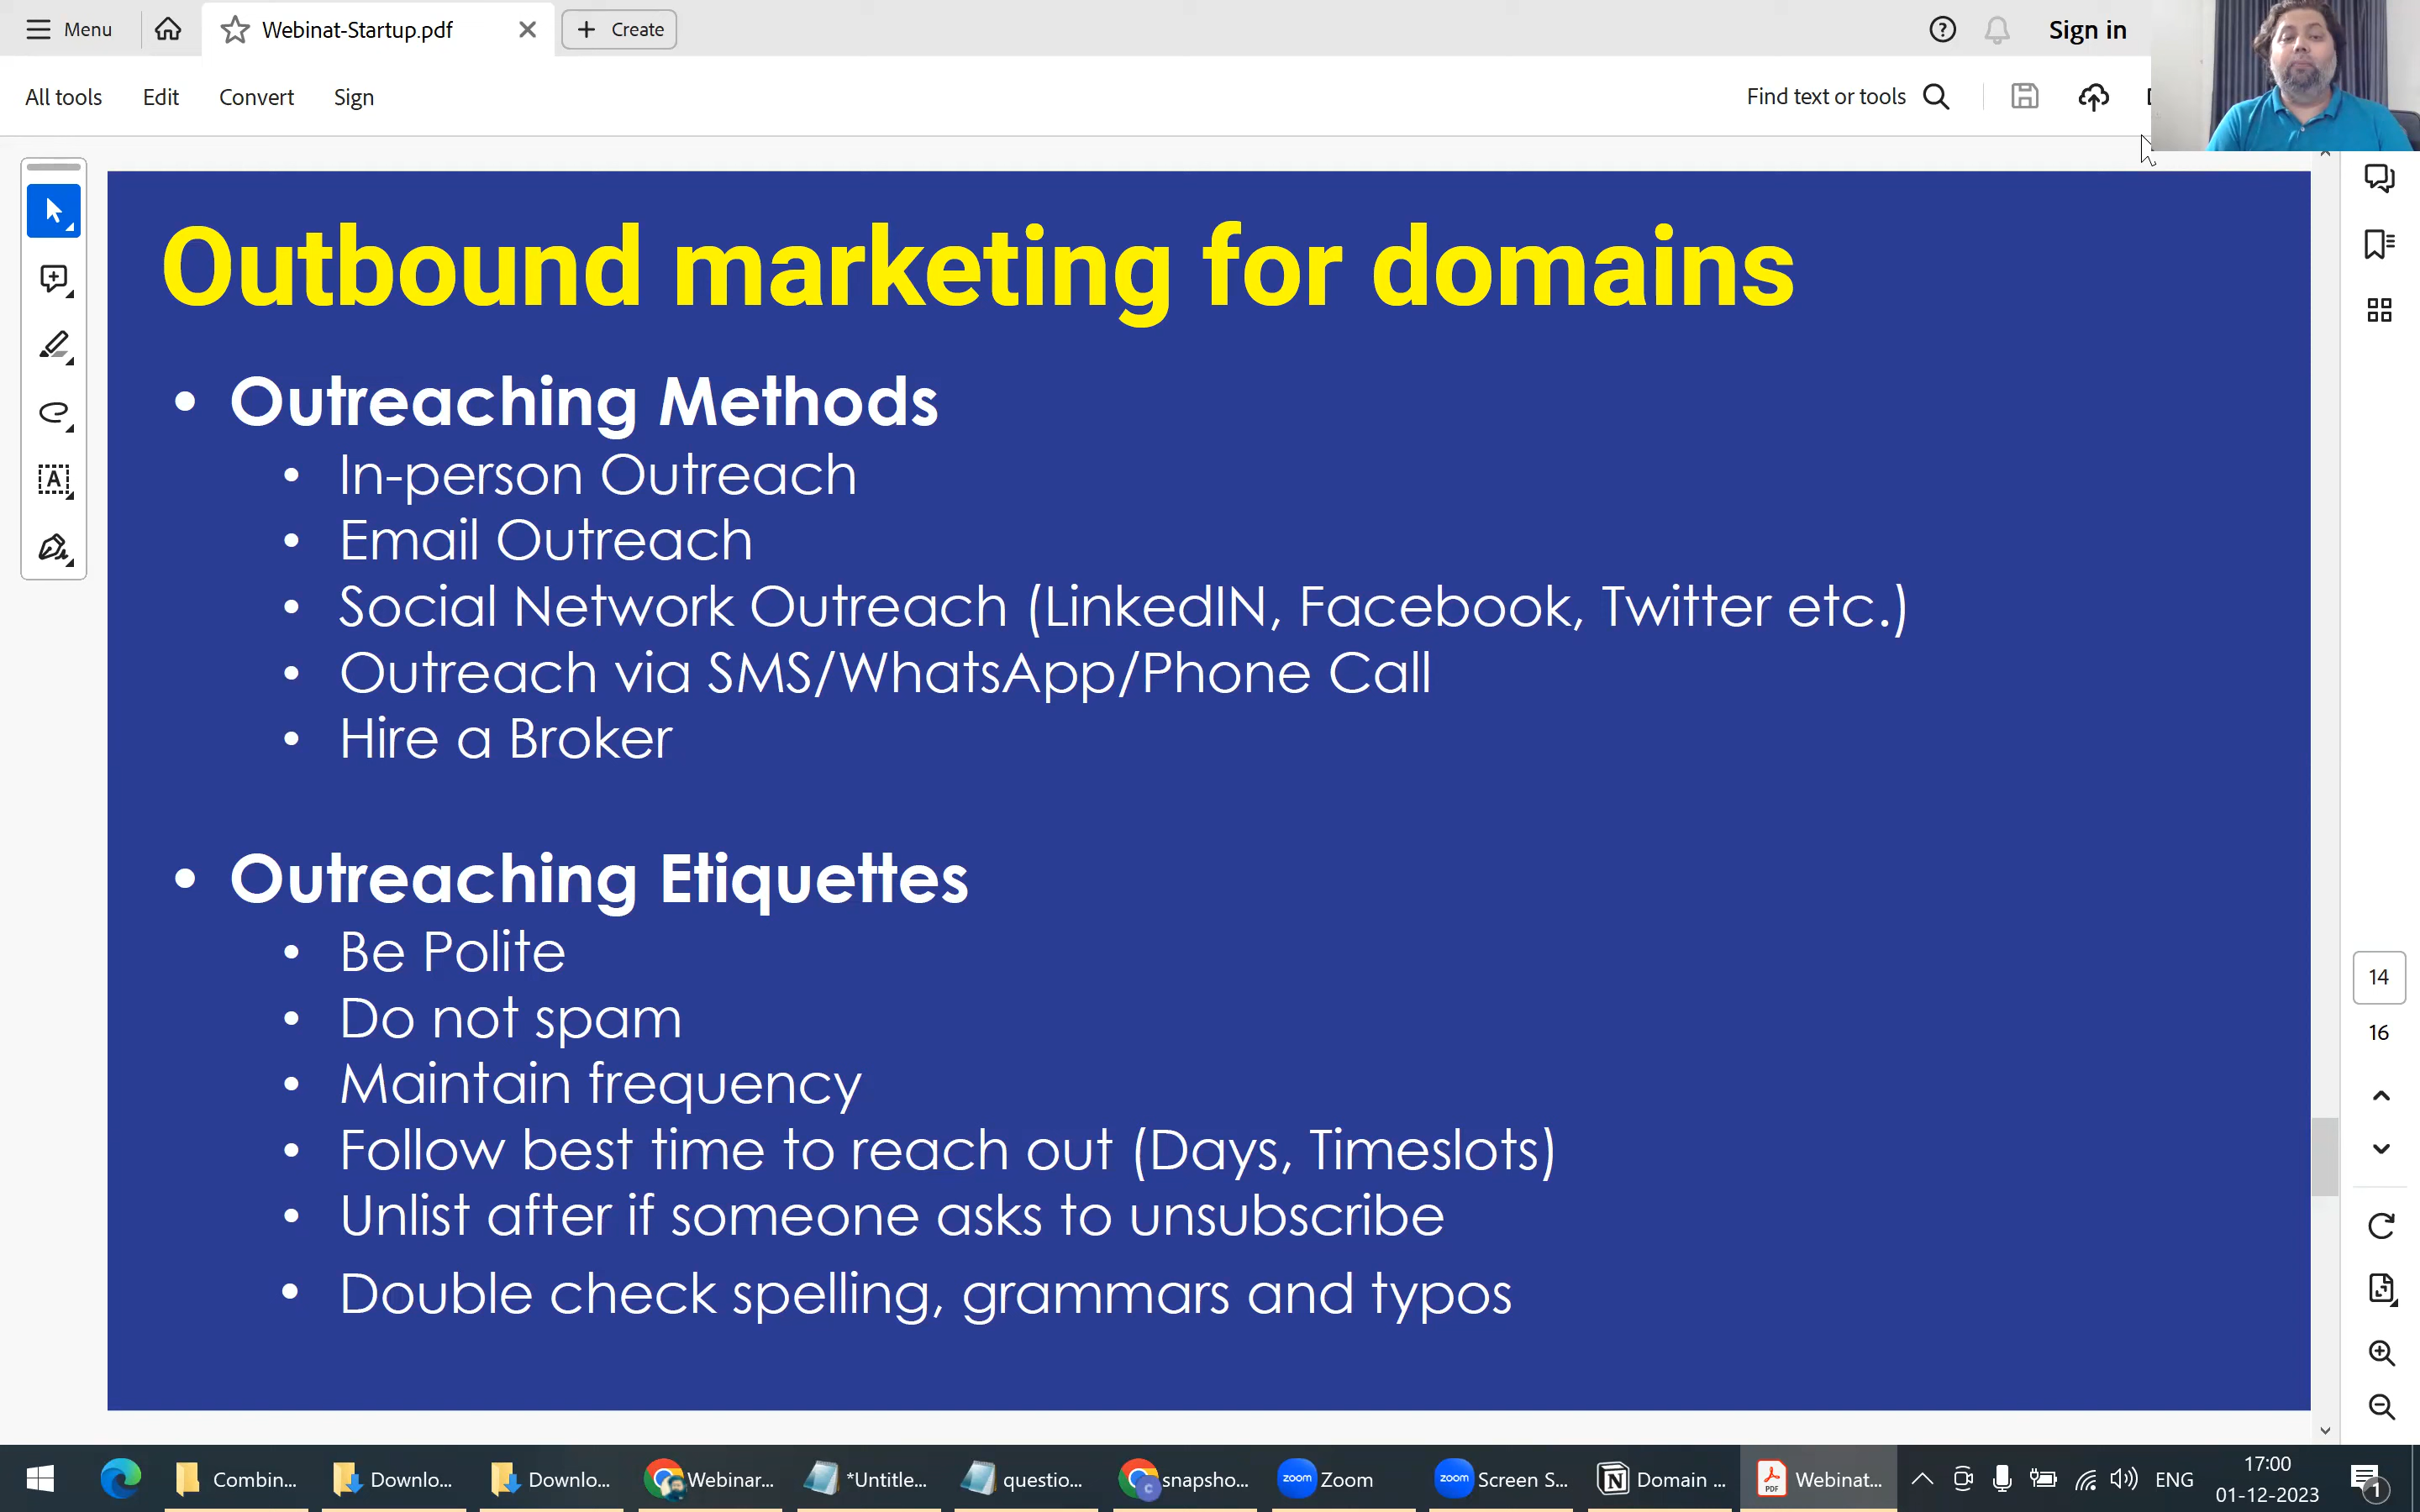 Menu
Webinat-Startup.pdf
Create
Sign in
All tools
Edit
Convert
Sign
Find text or tools
Outbound marketing for domains
• Outreaching Methods
• In-person Outreach
• Email Outreach
• Social Network Outreach (LinkedIN, Facebook, Twitter etc.)
• Outreach via SMS/WhatsApp/Phone Call
• Hire a Broker
• Outreaching Etiquettes
• Be Polite
• Do not spam
• Maintain frequency
• Follow best time to reach out (Days, Timeslots)
• Unlist after if someone asks to unsubscribe
• Double check spelling, grammars and typos
14
16
Combin...
Downlo...
Downlo...
Webinar...
*Untitle...
questio...
snapsho...
zoom Zoom
zoom Screen S...
Domain ...
PDF Webinat...
ENG
17:00
01-12-2023
1